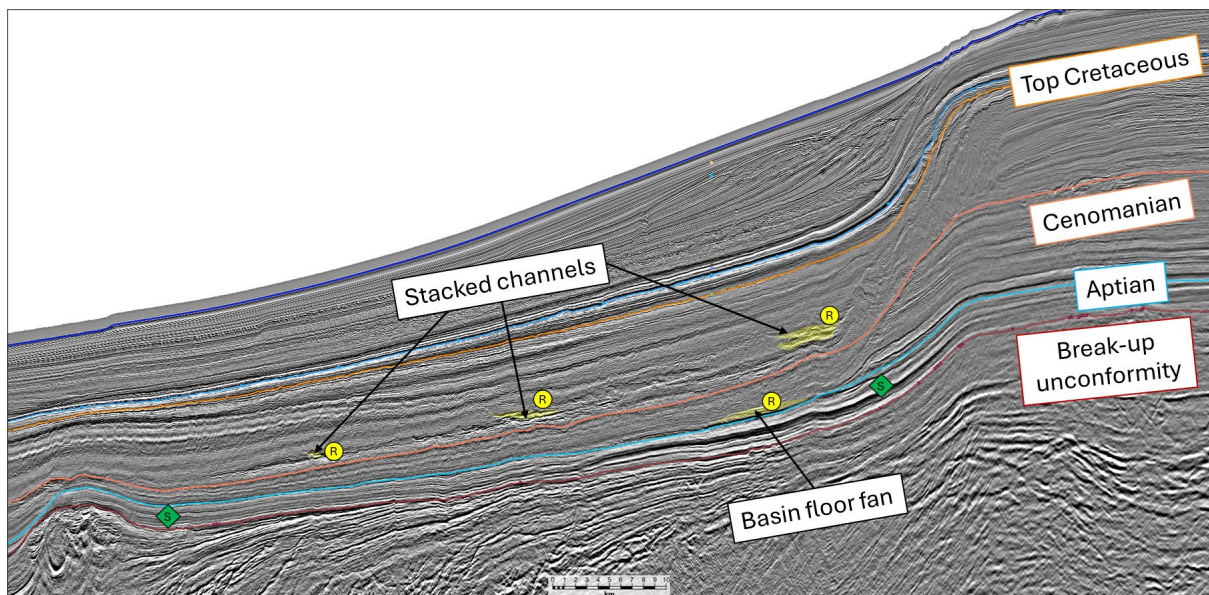 Top Cretaceous
Cenomanian
Stacked channels
Aptian
R
Break-up
unconformity
S
R
R
R
S
Basin floor fan
0 1 2 3 4 5 6 7 8 9 10
km